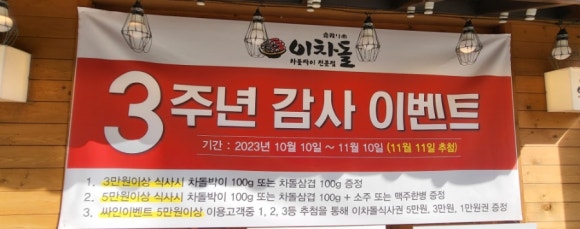 이차돌
차돌박이 전문점
3주년 감사 이벤트
기간 : 2023년 10월 10일 ~ 11월 10일 (11월 11일 추첨)
1. 3만원이상 식사시 차돌박이 100g 또는 차돌삼겹 100g 증정
2. 5만원이상 식사시 차돌박이 100g 또는 차돌삼겹 100g + 소주 또는 맥주한병 증정
3. 싸인이벤트 5만원이상 이용고객중 1, 2, 3등 추첨을 통해 이차돌식사권 5만원, 3만원, 1만원권 증정